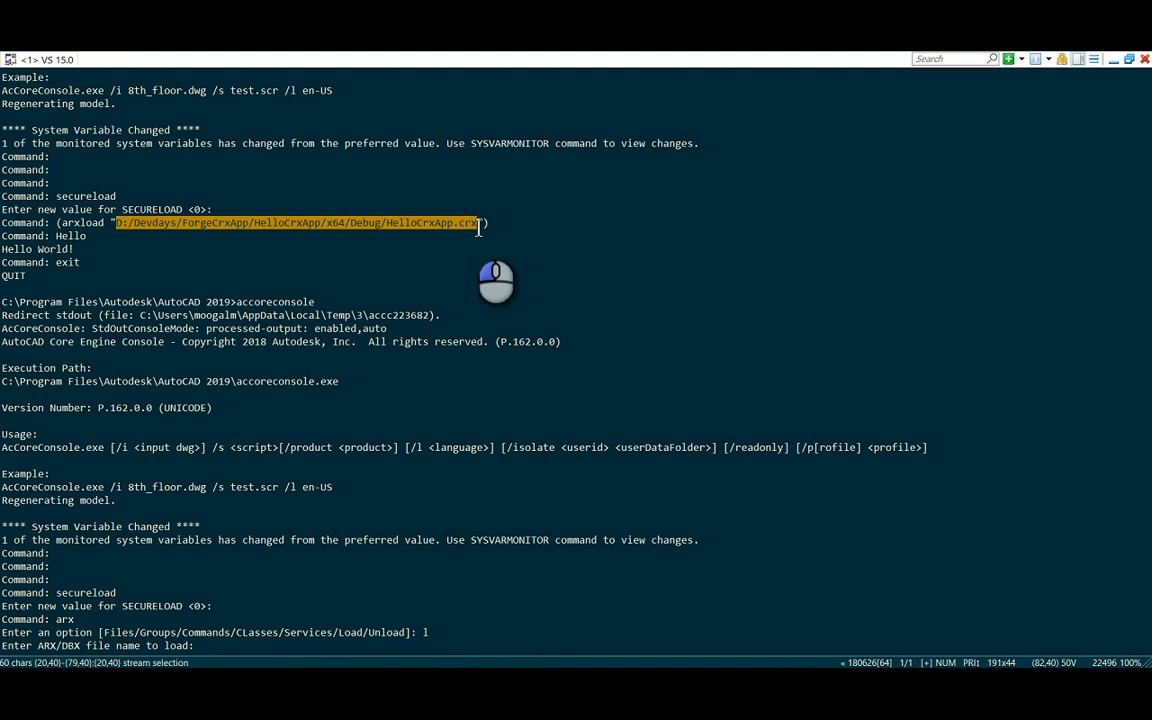 <1> VS 15.0
Search
Example:
AcCoreConsole.exe /i 8th_floor.dwg /s test.scr /l en-US
Regenerating model.
**** System Variable Changed ****
1 of the monitored system variables has changed from the preferred value. Use SYSVARMONITOR command to view changes.
Command:
Command:
Command:
Command: secureload
Enter new value for SECURELOAD <0>:
Command: (arxload "D:/Devdays/ForgeCrxApp/HelloCrxApp/x64/Debug/HelloCrxApp.crx")
Command: Hello
Hello World!
Command: exit
QUIT
C:\Program Files\Autodesk\AutoCAD 2019>accoreconsole
Redirect stdout (file: C:\Users\moogalm\AppData\Local\Temp\3\accc223682).
AcCoreConsole: StdOutConsoleMode: processed-output: enabled,auto
AutoCAD Core Engine Console - Copyright 2018 Autodesk, Inc.  All rights reserved. (P.162.0.0)
Execution Path:
C:\Program Files\Autodesk\AutoCAD 2019\accoreconsole.exe
Version Number: P.162.0.0 (UNICODE)
Usage:
AcCoreConsole.exe [/i <input dwg>] /s <script>[/product <product>] [/l <language>] [/isolate <userid> <userDataFolder>] [/readonly] [/p[rofile] <profile>]
Example:
AcCoreConsole.exe /i 8th_floor.dwg /s test.scr /l en-US
Regenerating model.
**** System Variable Changed ****
1 of the monitored system variables has changed from the preferred value. Use SYSVARMONITOR command to view changes.
Command:
Command:
Command:
Command: secureload
Enter new value for SECURELOAD <0>:
Command: arx
Enter an option [Files/Groups/Commands/CLasses/Services/Load/Unload]: l
Enter ARX/DBX file name to load:
60 chars (20,40)-(79,40):(20,40) stream selection
« 180626[64] 1/1 [+] NUM PRI↕ 191x44 (82,40) 50V 22496 100%